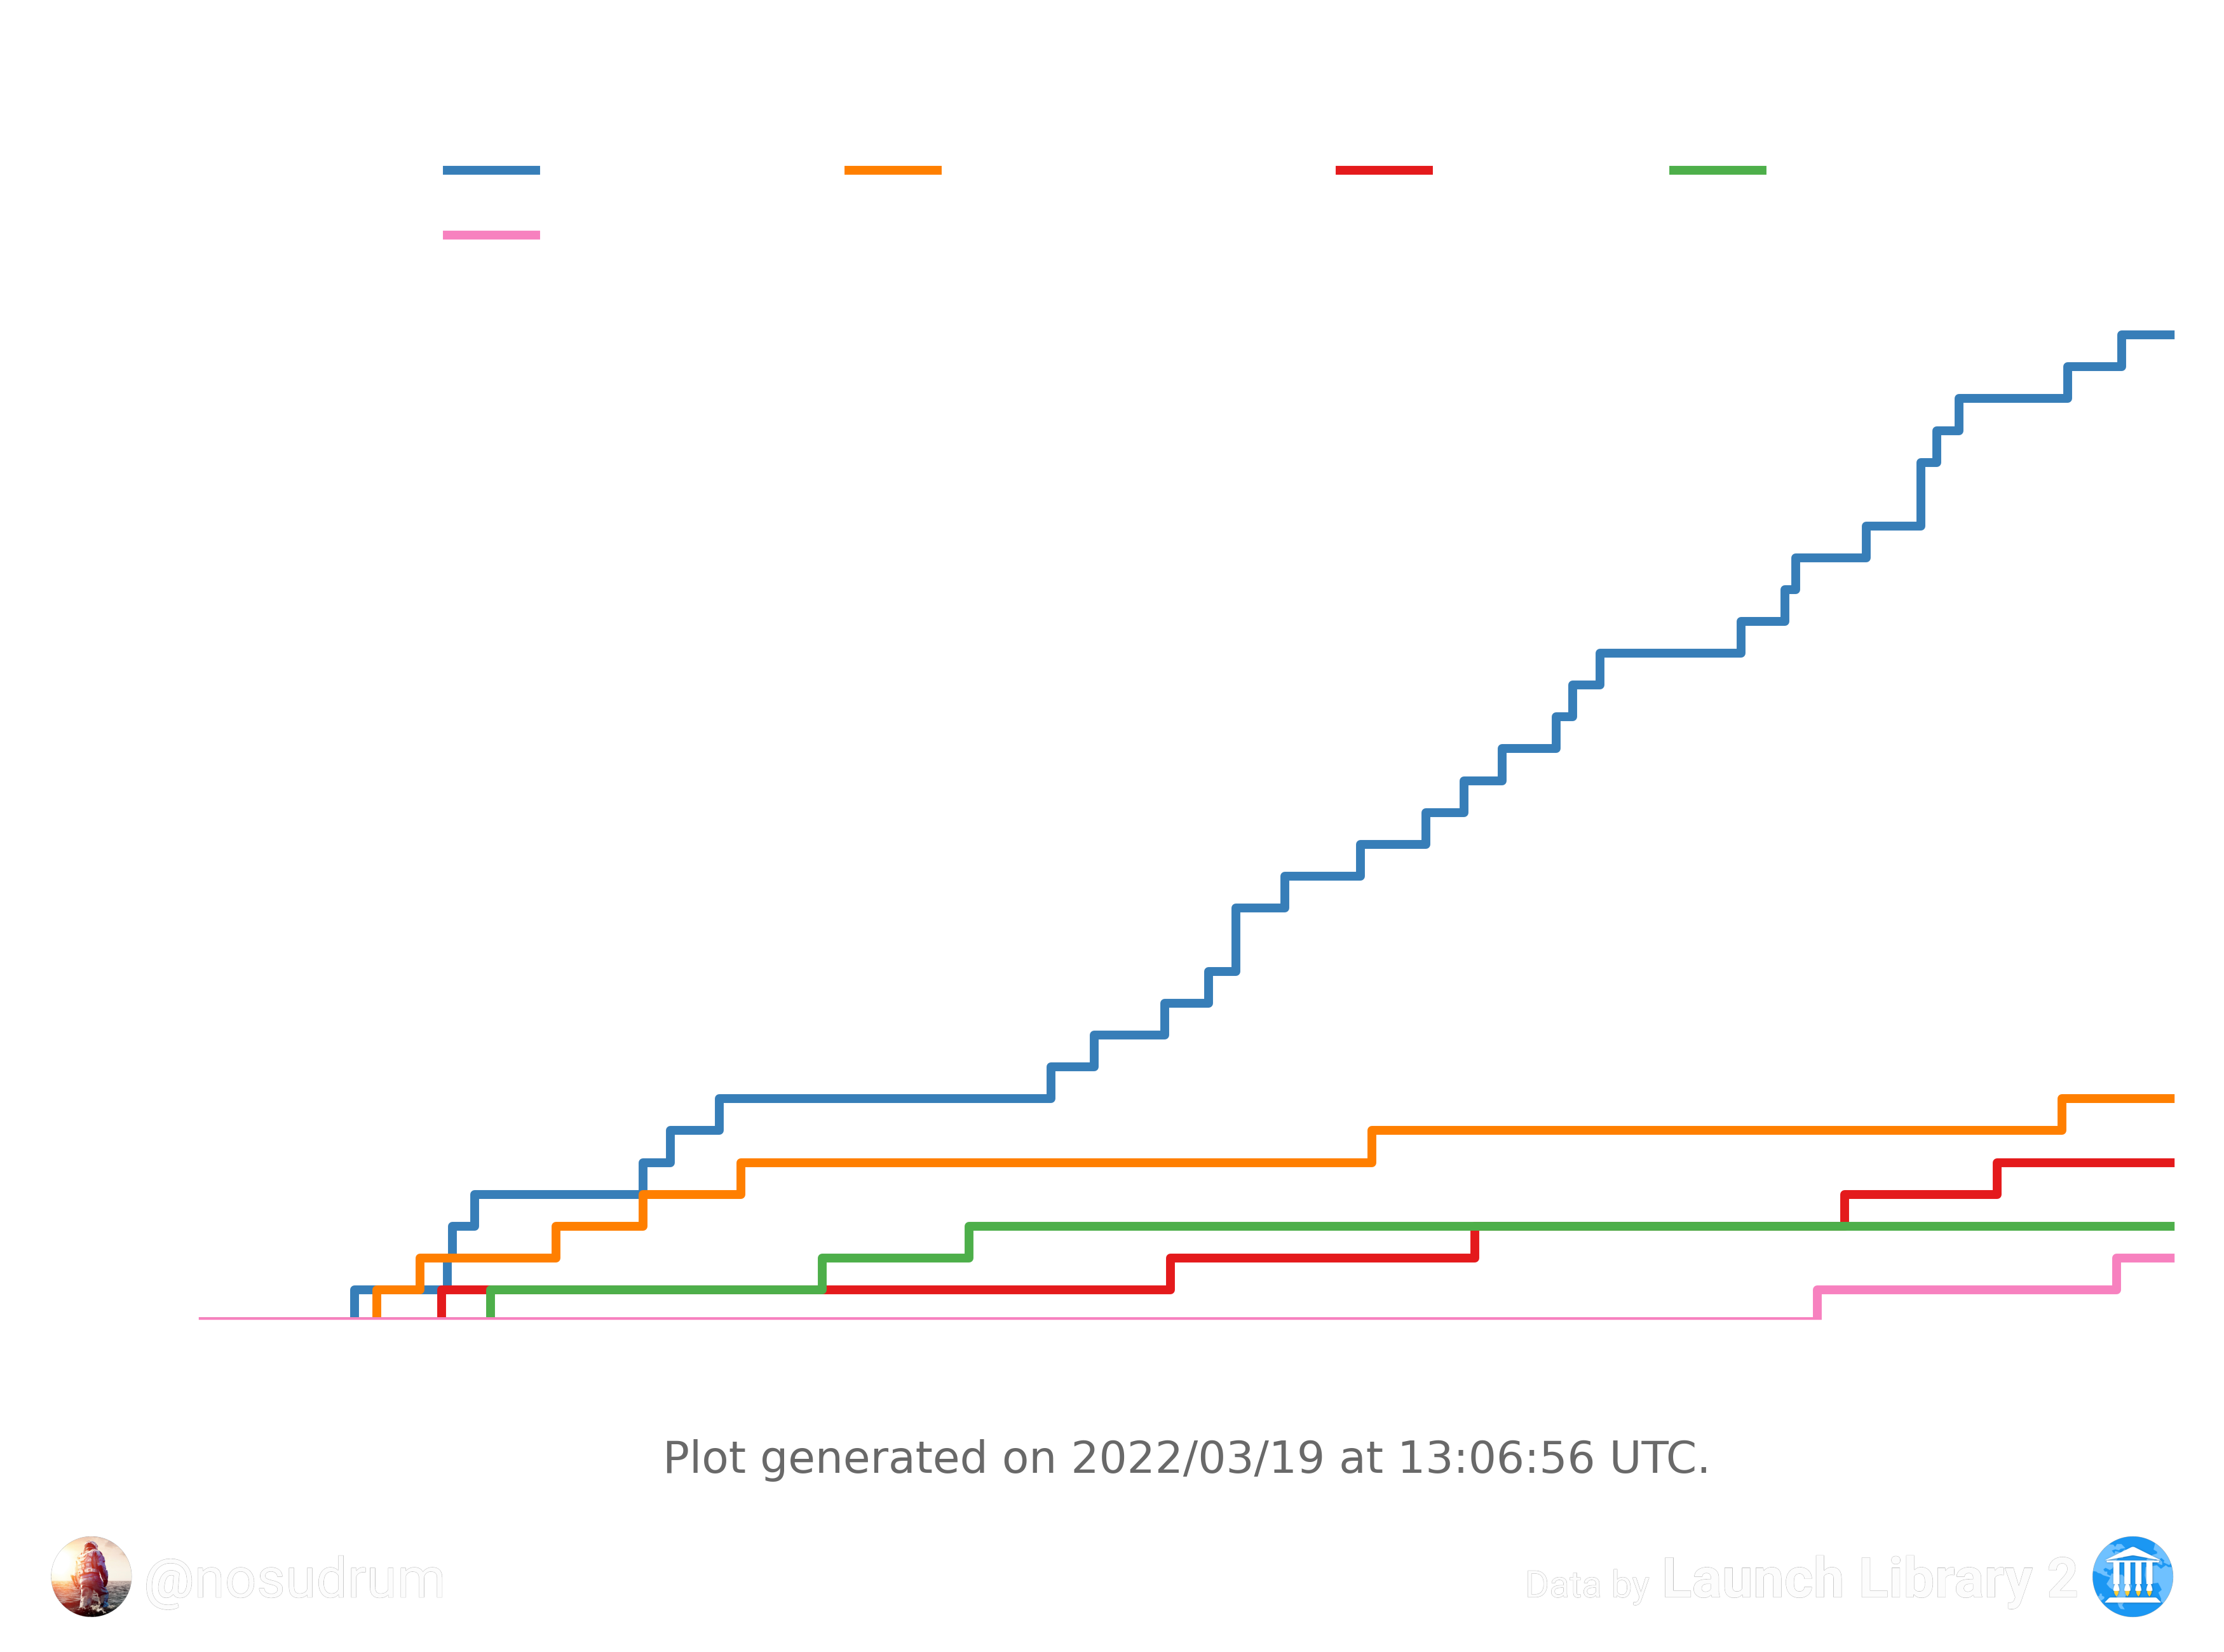 Plot generated on 2022/03/19 at 13:06:56 UTC.
@nosudrum
Data by Launch Library 2